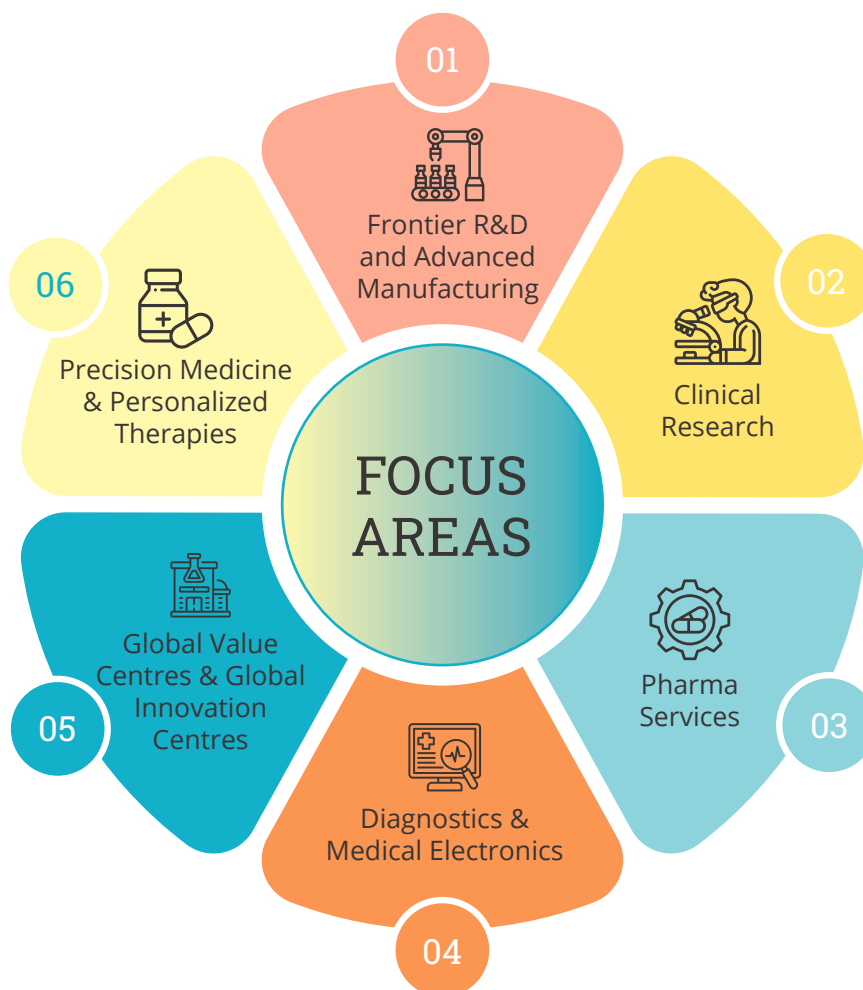 FOCUS
AREAS
01
Frontier R&D
and Advanced
Manufacturing
02
Clinical
Research
03
Pharma
Services
04
Diagnostics &
Medical Electronics
05
Global Value
Centres & Global
Innovation
Centres
06
Precision Medicine
& Personalized
Therapies